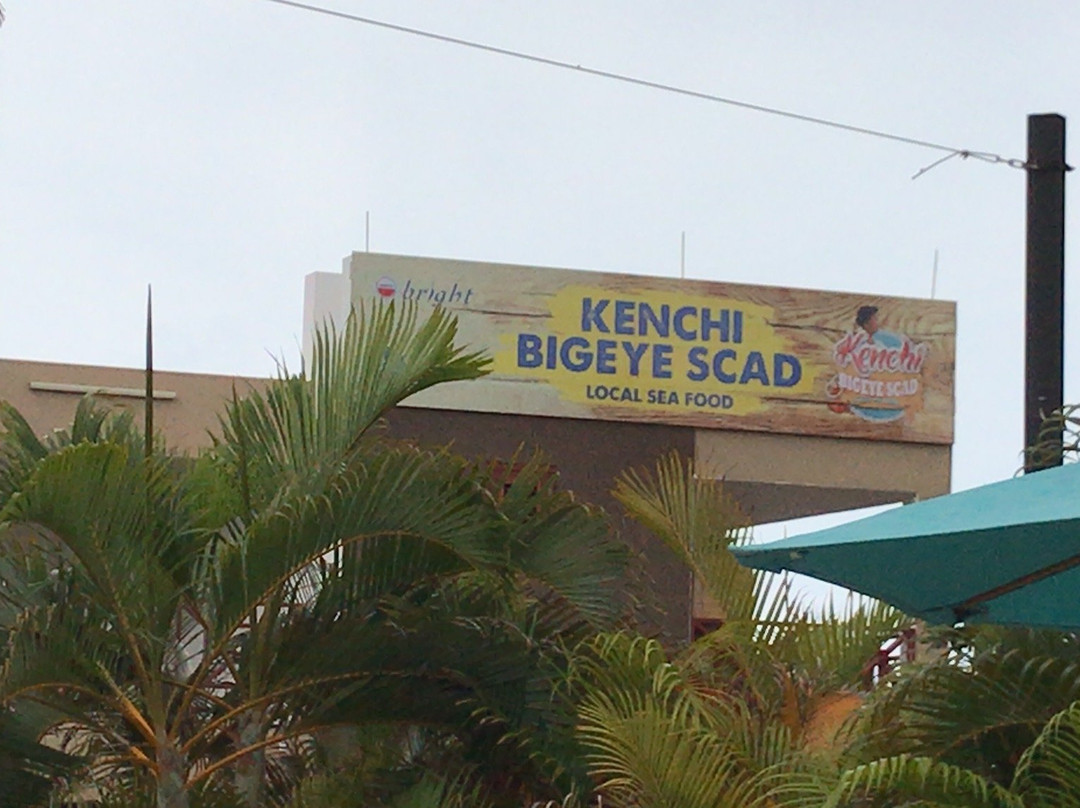 bright
KENCHI
BIGEYE SCAD
LOCAL SEA FOOD
Kenchi
BIGEYE SCAD